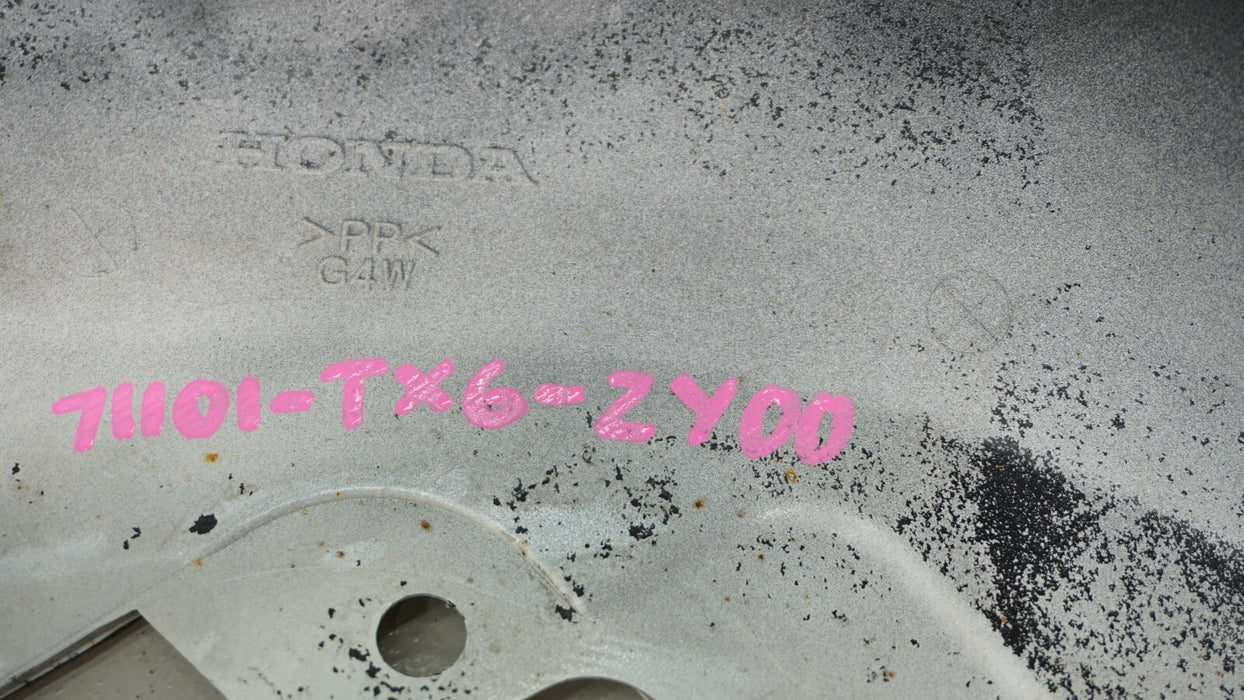 HONDA
>PP<
G4W
71101-TX6-ZY00